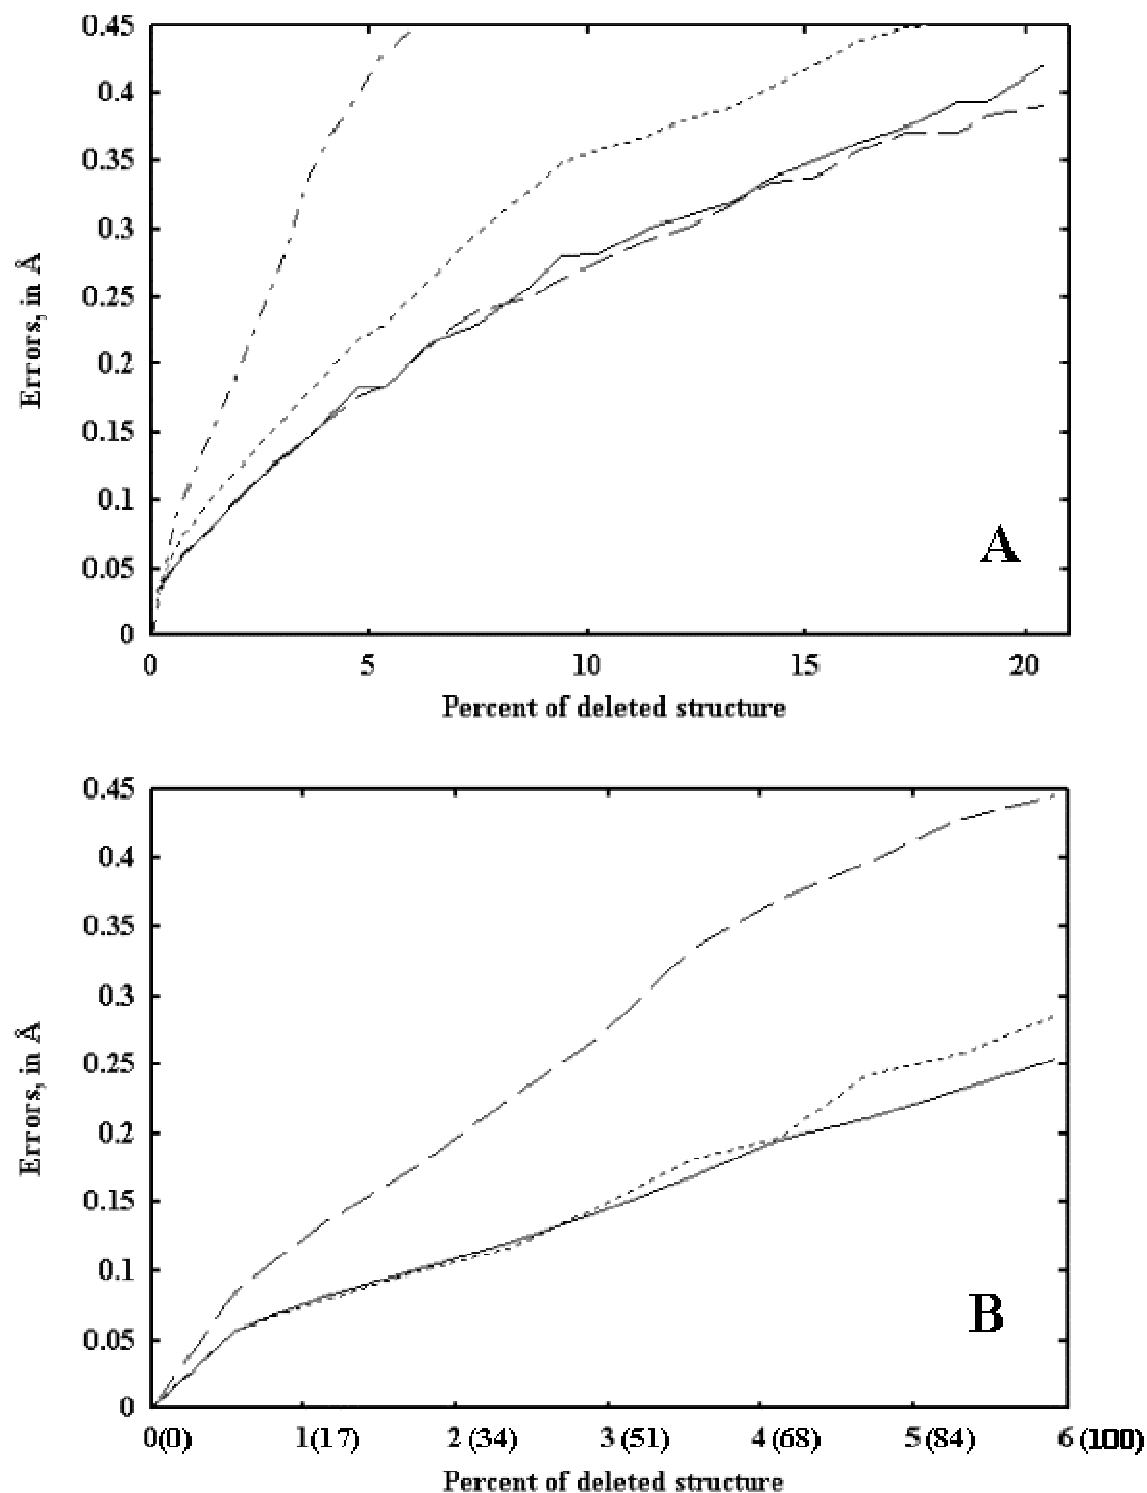 0.45
0.4
0.35
0.3
0.25
0.2
0.15
0.1
0.05
0
Errors, in Å
A
0 5 10 15 20
Percent of deleted structure
0.45
0.4
0.35
0.3
0.25
0.2
0.15
0.1
0.05
0
Errors, in Å
B
0(0) 1(17) 2(34) 3(51) 4(68) 5(84) 6(100)
Percent of deleted structure